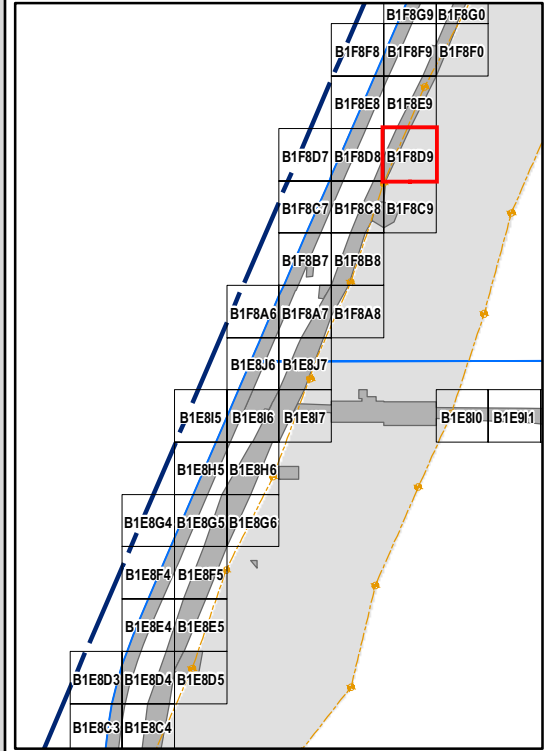 B1F8G9 B1F8G0
B1F8F8 B1F8F9 B1F8F0
B1F8E8 B1F8E9
B1F8D7 B1F8D8 B1F8D9
B1F8C7 B1F8C8 B1F8C9
B1F8B7 B1F8B8
B1F8A6 B1F8A7 B1F8A8
B1E8J6 B1E8J7
B1E8I5 B1E8I6 B1E8I7 B1E8I0 B1E9I1
B1E8H5 B1E8H6
B1E8G4 B1E8G5 B1E8G6
B1E8F4 B1E8F5
B1E8E4 B1E8E5
B1E8D3 B1E8D4 B1E8D5
B1E8C3 B1E8C4